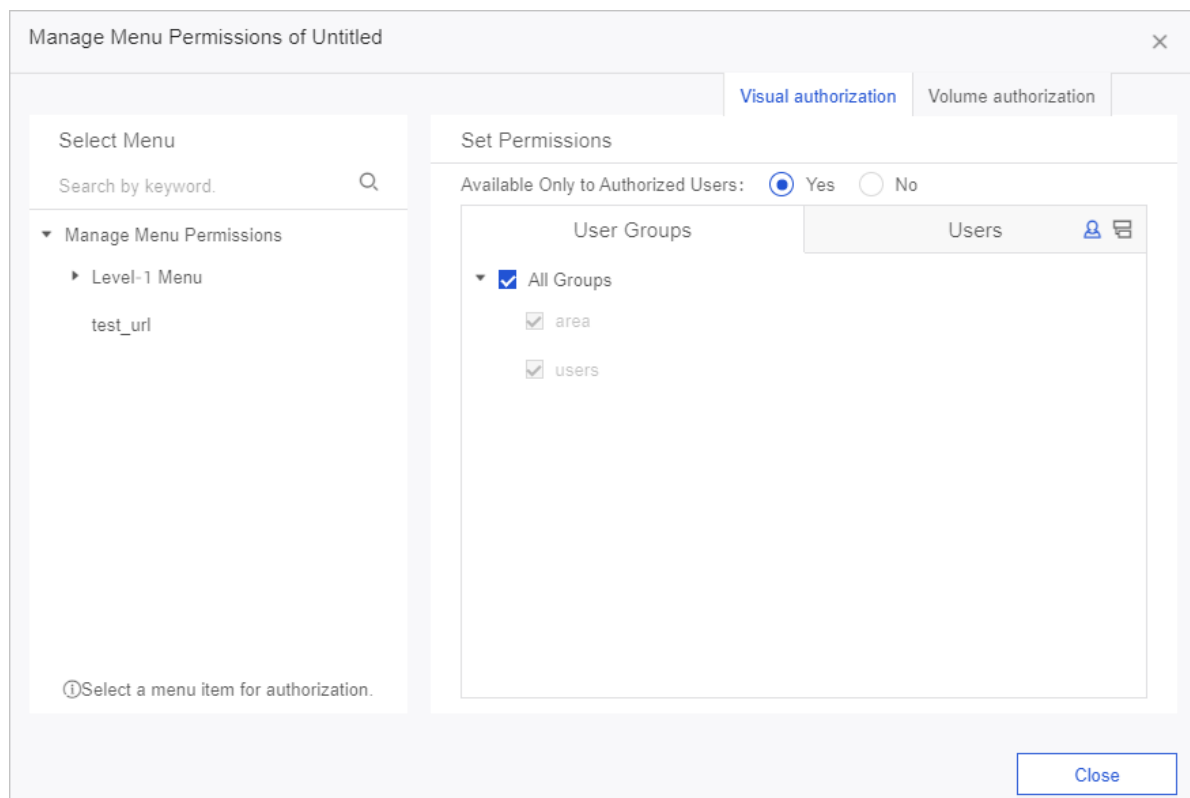 Manage Menu Permissions of Untitled
Visual authorization
Volume authorization
Select Menu
Search by keyword.
Manage Menu Permissions
Level-1 Menu
test_url
Select a menu item for authorization.
Set Permissions
Available Only to Authorized Users: Yes No
User Groups
Users
All Groups
area
users
Close